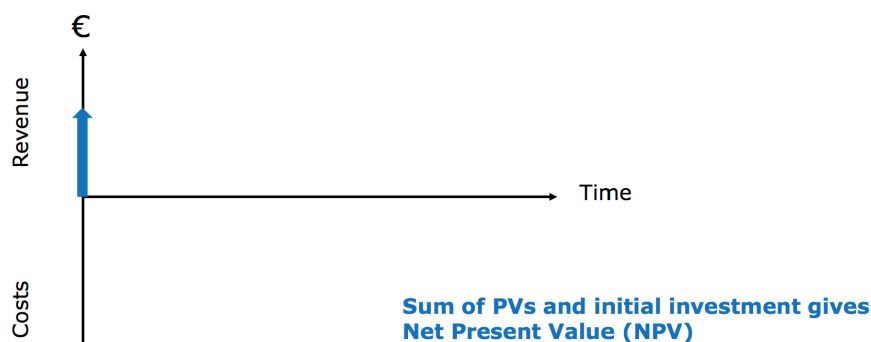 €
Revenue
Time
Costs
Sum of PVs and initial investment gives
Net Present Value (NPV)